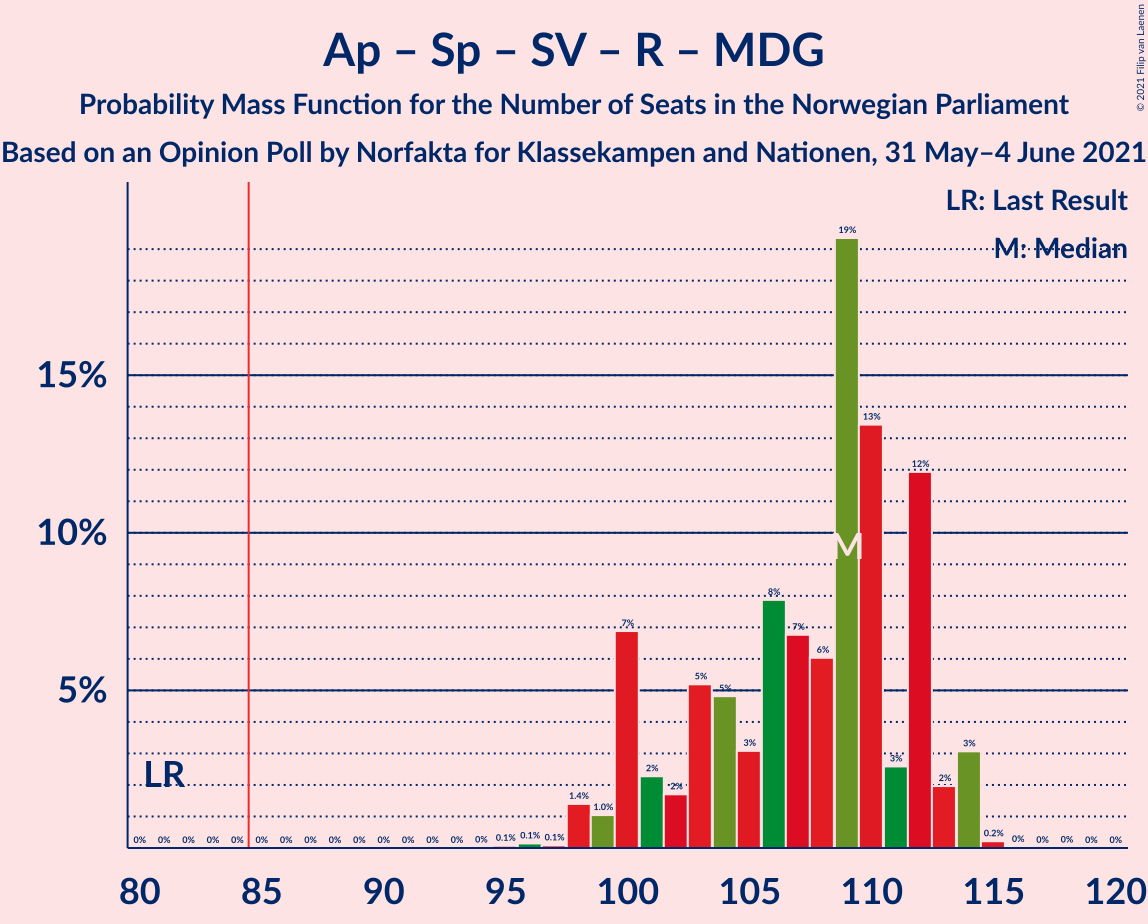 Ap – Sp – SV – R – MDG
Probability Mass Function for the Number of Seats in the Norwegian Parliament
Based on an Opinion Poll by Norfakta for Klassekampen and Nationen, 31 May–4 June 2021
© 2021 Filip van Laenen
LR: Last Result
M: Median
15%
10%
5%
LR
M
0% 0% 0% 0% 0% 0% 0% 0% 0% 0% 0% 0% 0% 0% 0% 0.1% 0.1% 0.1% 1.4% 1.0% 7% 2% 2% 5% 5% 3% 8% 7% 6% 19% 13% 3% 12% 2% 3% 0.2% 0% 0% 0% 0% 0%
80 85 90 95 100 105 110 115 120